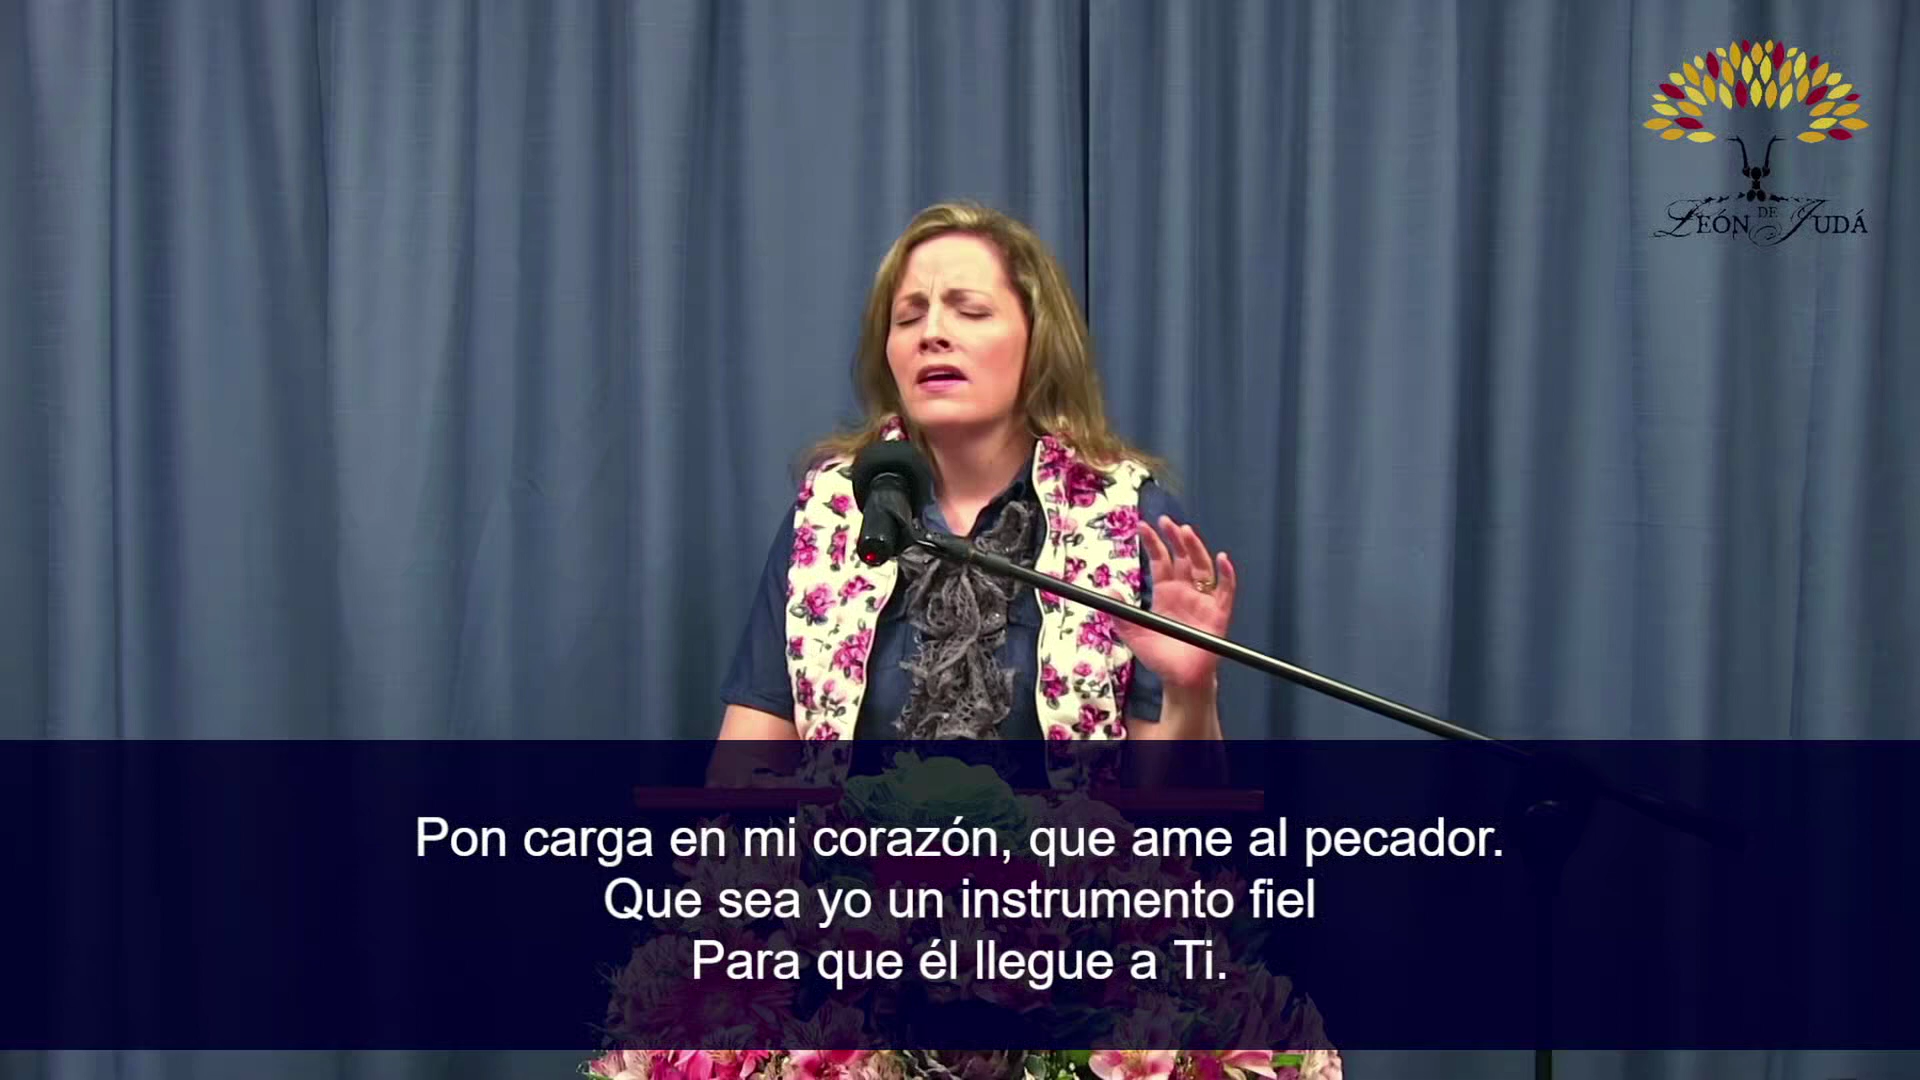 León de Judá
Pon carga en mi corazón, que ame al pecador.
Que sea yo un instrumento fiel
Para que él llegue a Ti.